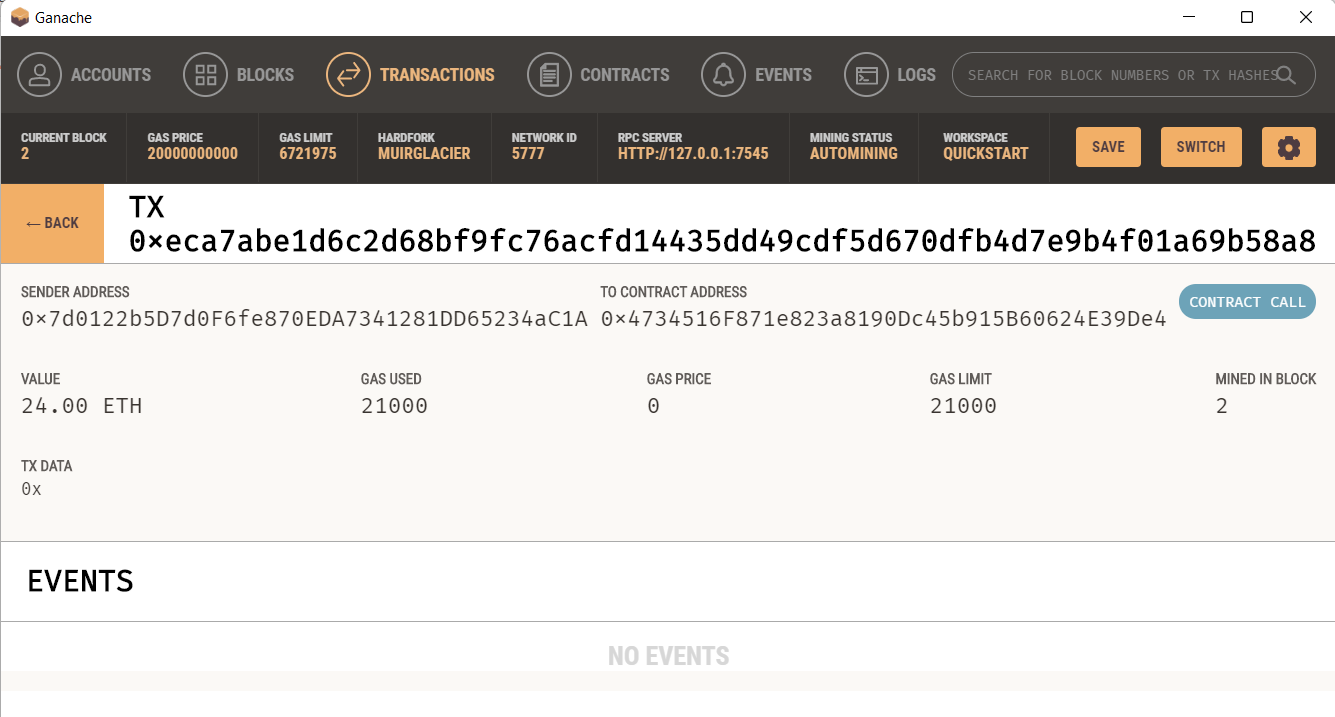 Ganache
ACCOUNTS BLOCKS TRANSACTIONS CONTRACTS EVENTS LOGS SEARCH FOR BLOCK NUMBERS OR TX HASHES
CURRENT BLOCK GAS PRICE GAS LIMIT HARDFORK NETWORK ID RPC SERVER MINING STATUS WORKSPACE
2 20000000000 6721975 MUIRGLACIER 5777 HTTP://127.0.0.1:7545 AUTOMINING QUICKSTART SAVE SWITCH
← BACK
TX
0×eca7abe1d6c2d68bf9fc76acfd14435dd49cdf5d670dfb4d7e9b4f01a69b58a8
SENDER ADDRESS TO CONTRACT ADDRESS
0×7d0122b5D7d0F6fe870EDA7341281DD65234aC1A 0×4734516F871e823a8190Dc45b915B60624E39De4 CONTRACT CALL
VALUE GAS USED GAS PRICE GAS LIMIT MINED IN BLOCK
24.00 ETH 21000 0 21000 2
TX DATA
0x
EVENTS
NO EVENTS